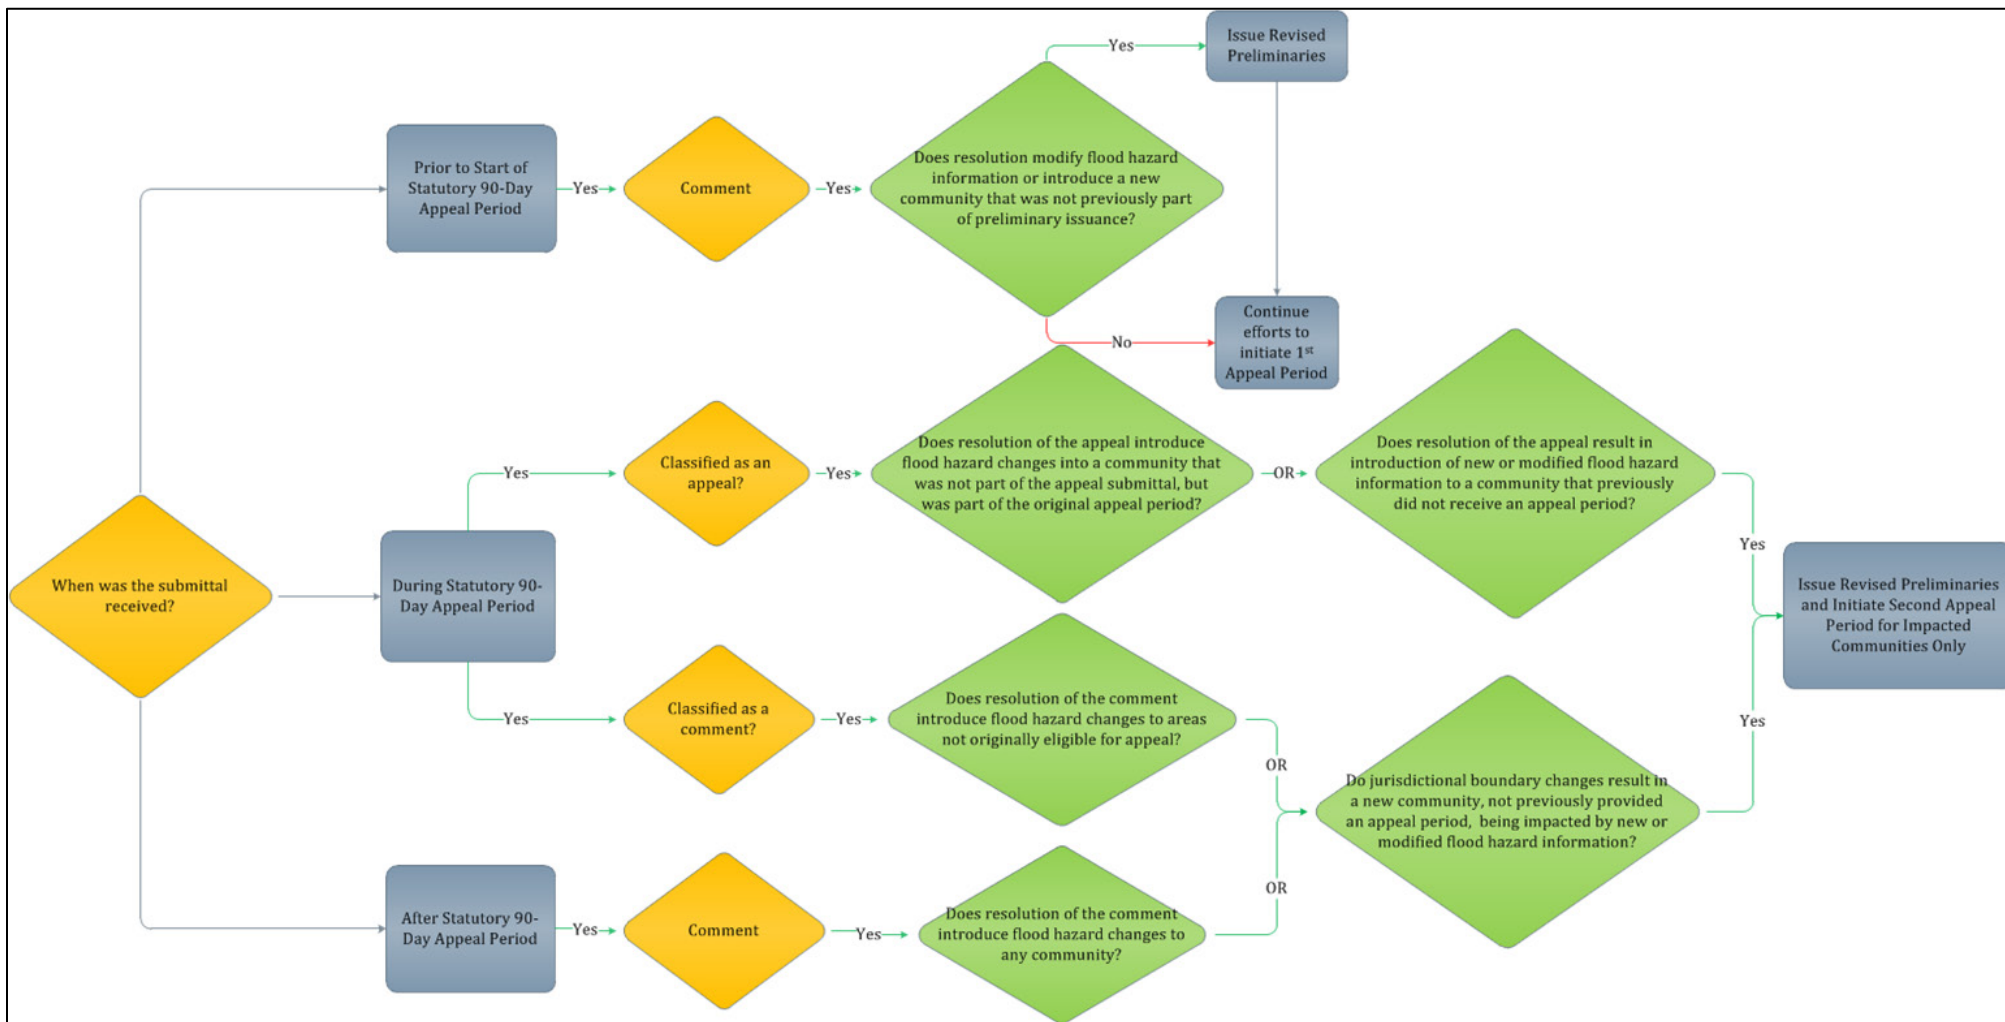 Issue Revised
Preliminaries
Yes
Prior to Start of
Statutory 90-Day
Appeal Period
Yes
Comment
Yes
Does resolution modify flood hazard
information or introduce a new
community that was not previously part
of preliminary issuance?
No
Continue
efforts to
initiate 1st
Appeal Period
When was the submittal
received?
During Statutory 90-
Day Appeal Period
Yes
Classified as an
appeal?
Yes
Does resolution of the appeal introduce
flood hazard changes into a community that
was not part of the appeal submittal, but
was part of the original appeal period?
OR
Does resolution of the appeal result in
introduction of new or modified flood hazard
information to a community that previously
did not receive an appeal period?
Yes
Issue Revised Preliminaries
and Initiate Second Appeal
Period for Impacted
Communities Only
Yes
Classified as a
comment?
Yes
Does resolution of the comment
introduce flood hazard changes to areas
not originally eligible for appeal?
OR
Do jurisdictional boundary changes result in
a new community, not previously provided
an appeal period, being impacted by new or
modified flood hazard information?
Yes
After Statutory 90-
Day Appeal Period
Yes
Comment
Yes
Does resolution of the comment
introduce flood hazard changes to
any community?
OR